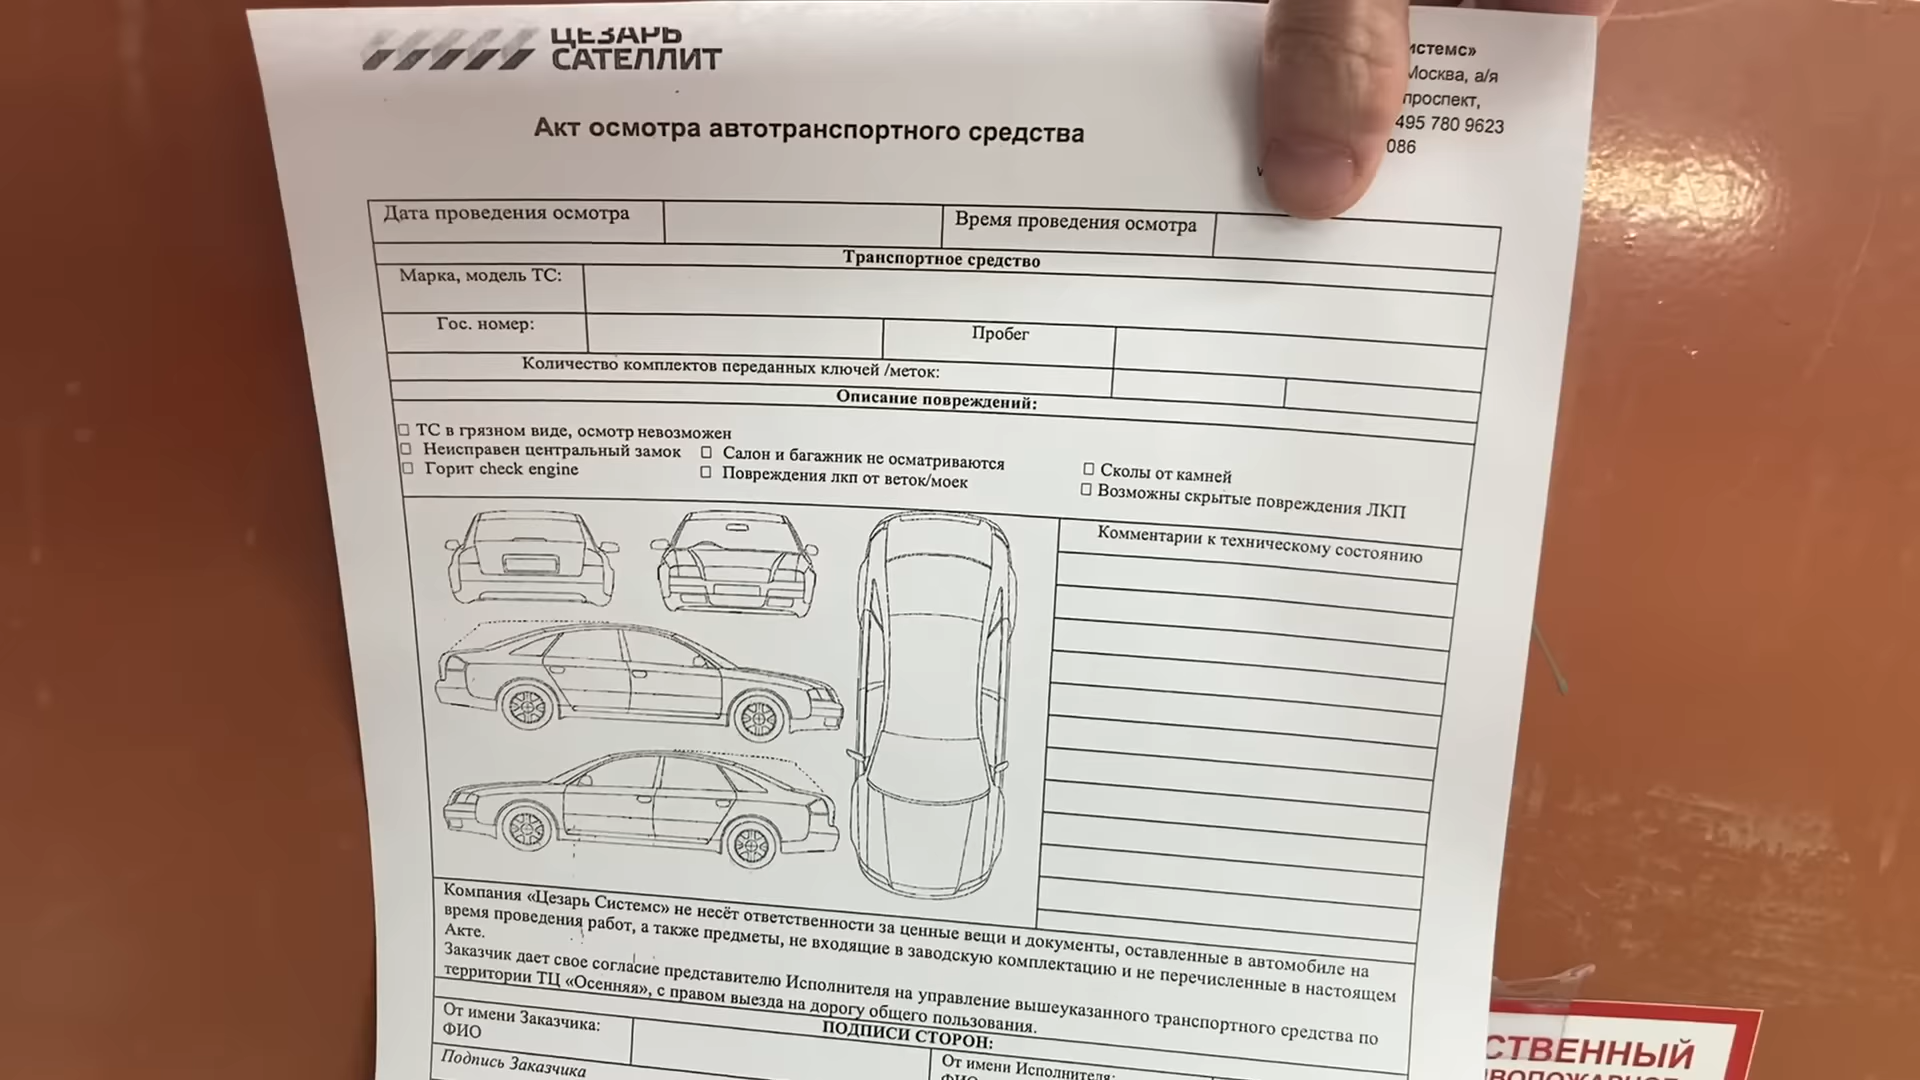 ЦЕЗАРЬ
САТЕЛЛИТ
истемс»
Москва, а/я
проспект,
495 780 9623
086
Акт осмотра автотранспортного средства
Дата проведения осмотра
Время проведения осмотра
Транспортное средство
Марка, модель ТС:
Гос. номер:
Пробег
Количество комплектов переданных ключей /меток:
Описание повреждений:
ТС в грязном виде, осмотр невозможен
Неисправен центральный замок
Салон и багажник не осматриваются
Сколы от камней
Горит check engine
Повреждения лкп от веток/моек
Возможны скрытые повреждения ЛКП
Комментарии к техническому состоянию
Компания «Цезарь Системс» не несёт ответственности за ценные вещи и документы, оставленные в автомобиле на
время проведения работ, а также предметы, не входящие в заводскую комплектацию и не перечисленные в настоящем
Акте.
Заказчик дает свое согласие представителю Исполнителя на управление вышеуказанного транспортного средства по
территории ТЦ «Осенняя», с правом выезда на дорогу общего пользования.
ПОДПИСИ СТОРОН:
От имени Заказчика:
ФИО
От имени Исполнителя:
ФИО
Подпись Заказчика
СТВЕННЫЙ